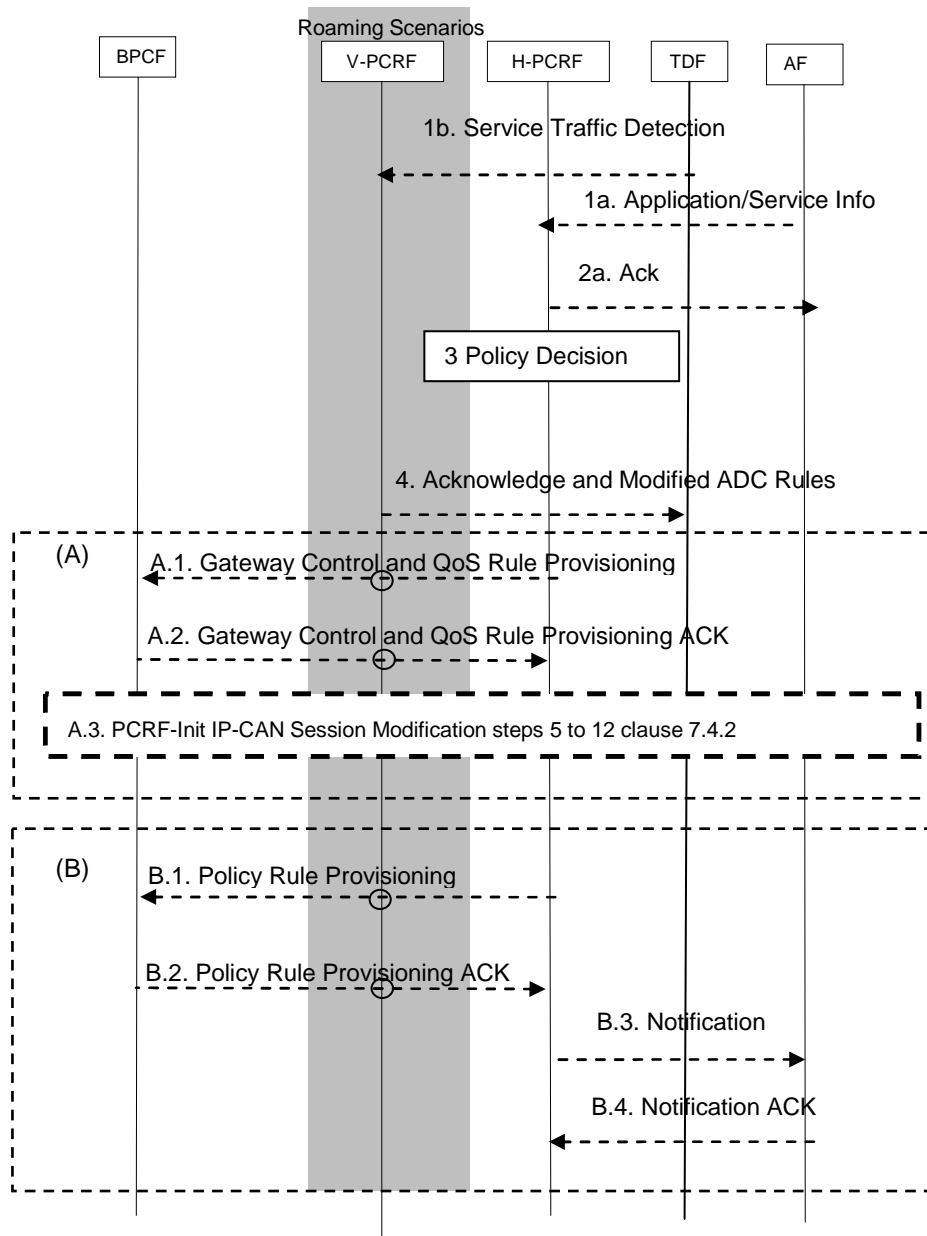 Roaming Scenarios
BPCF
V-PCRF
H-PCRF
TDF
AF
1b. Service Traffic Detection
1a. Application/Service Info
2a. Ack
3 Policy Decision
4. Acknowledge and Modified ADC Rules
(A)
A.1. Gateway Control and QoS Rule Provisioning
A.2. Gateway Control and QoS Rule Provisioning ACK
A.3. PCRF-Init IP-CAN Session Modification steps 5 to 12 clause 7.4.2
(B)
B.1. Policy Rule Provisioning
B.2. Policy Rule Provisioning ACK
B.3. Notification
B.4. Notification ACK